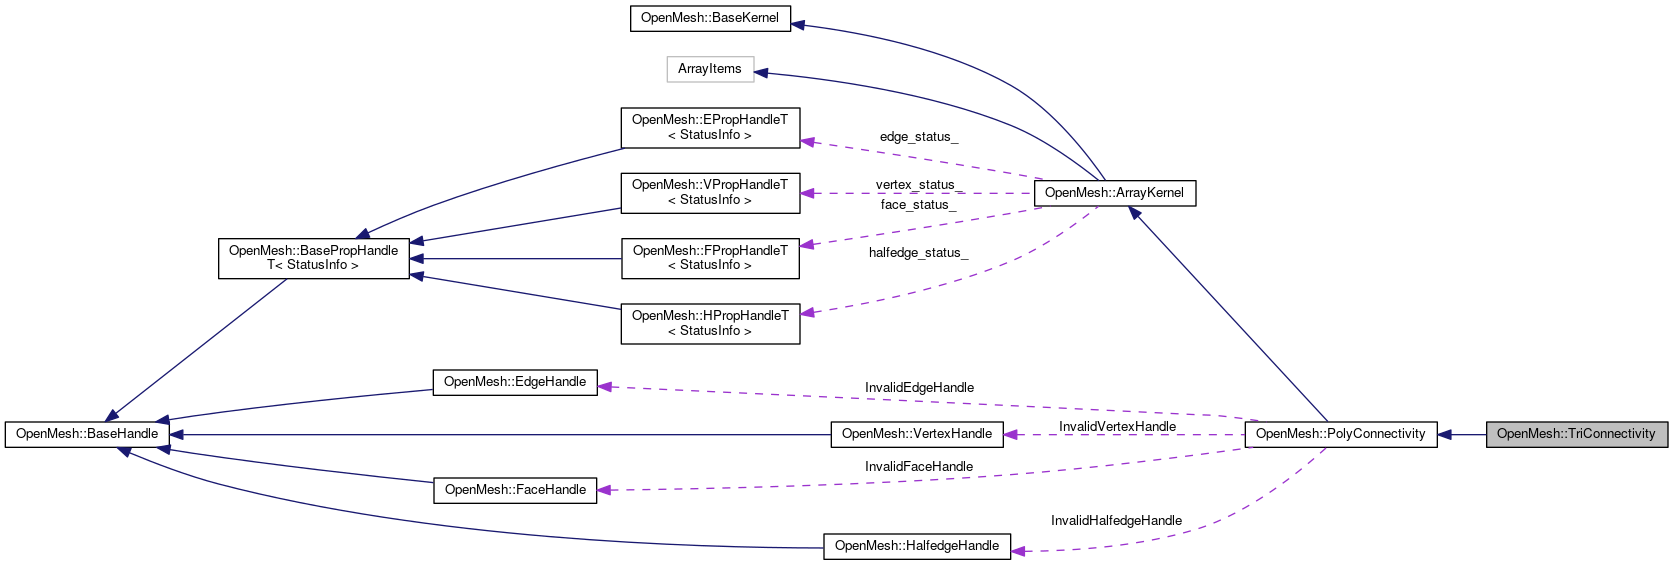 OpenMesh::BaseKernel
ArrayItems
OpenMesh::EPropHandleT
< StatusInfo >
edge_status_
OpenMesh::VPropHandleT
< StatusInfo >
vertex_status_
OpenMesh::ArrayKernel
face_status_
OpenMesh::BasePropHandle
T< StatusInfo >
OpenMesh::FPropHandleT
< StatusInfo >
halfedge_status_
OpenMesh::HPropHandleT
< StatusInfo >
OpenMesh::EdgeHandle
InvalidEdgeHandle
OpenMesh::BaseHandle
OpenMesh::VertexHandle
InvalidVertexHandle
OpenMesh::PolyConnectivity
OpenMesh::TriConnectivity
InvalidFaceHandle
OpenMesh::FaceHandle
InvalidHalfedgeHandle
OpenMesh::HalfedgeHandle